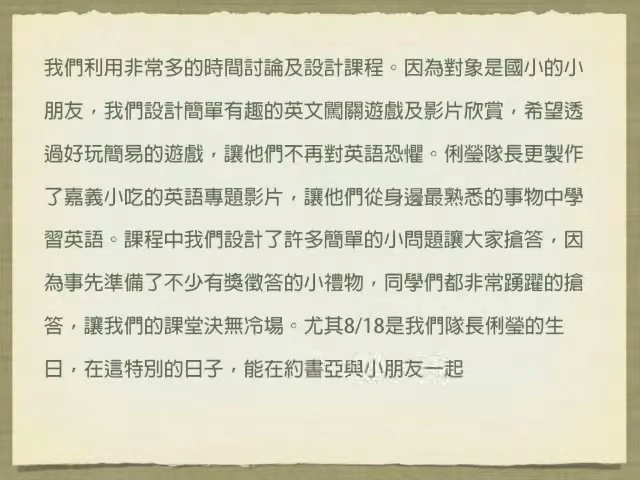 我們利用非常多的時間討論及設計課程。因為對象是國小的小
朋友，我們設計簡單有趣的英文闖關遊戲及影片欣賞，希望透
過好玩簡易的遊戲，讓他們不再對英語恐懼。俐瑩隊長更製作
了嘉義小吃的英語專題影片，讓他們從身邊最熟悉的事物中學
習英語。課程中我們設計了許多簡單的小問題讓大家搶答，因
為事先準備了不少有獎徵答的小禮物，同學們都非常踴躍的搶
答，讓我們的課堂決無冷場。尤其8/18是我們隊長俐瑩的生
日，在這特別的日子，能在約書亞與小朋友一起